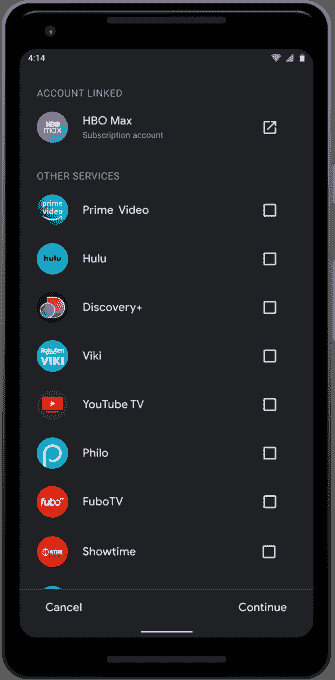 4:14
ACCOUNT LINKED
HBO max
HBO Max
Subscription account
OTHER SERVICES
prime video
Prime Video
hulu
Hulu
Discovery+
Rakuten VIKI
Viki
YouTube TV
Philo
fubo
FuboTV
SHOWTIME
Showtime
Cancel
Continue